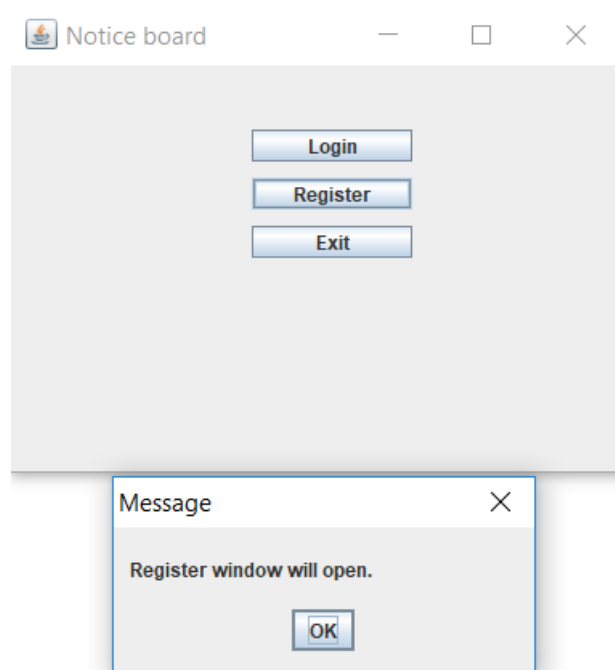 Notice board
Login
Register
Exit
Message
Register window will open.
OK